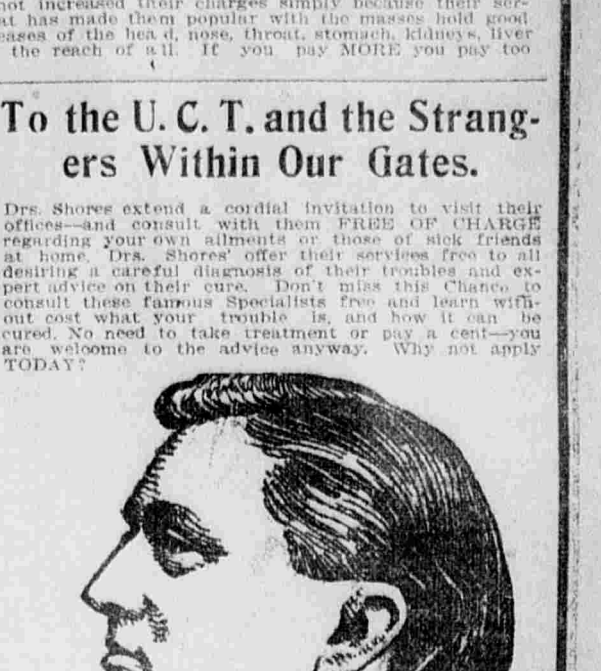 not increased their charges simply because their ser-
at has made them popular with the masses hold good
eases of the head, nose, throat, stomach, kidneys, liver
the reach of all. If you pay MORE you pay too
To the U. C. T. and the Strang-
ers Within Our Gates.
Drs. Shores extend a cordial invitation to visit their
offices—and consult with them FREE OF CHARGE
regarding your own ailments or those of sick friends
at home. Drs. Shores' offer their services free to all
desiring a careful diagnosis of their troubles and ex-
pert advice on their cure. Don't miss this Chance to
consult these famous Specialists free and learn with-
out cost what your trouble is, and how it can be
cured. No need to take treatment or pay a cent—you
are welcome to the advice anyway. Why not apply
TODAY?